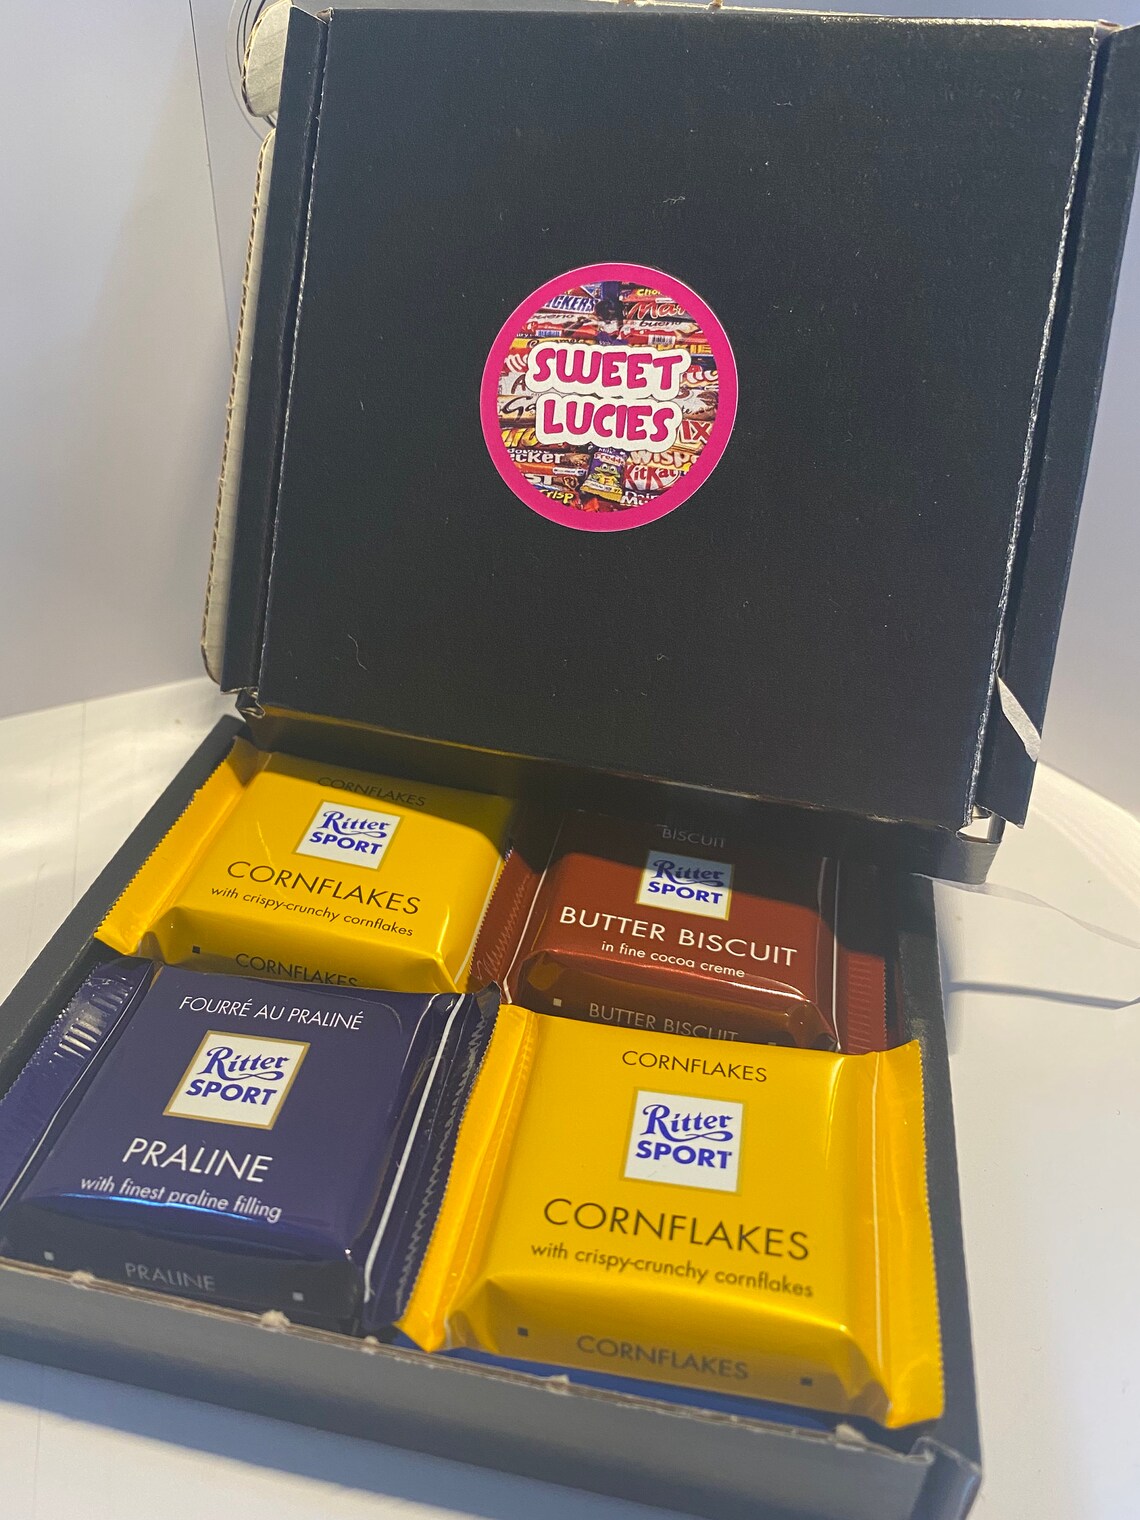 SWEET
LUCIES
CORNFLAKES
Ritter
SPORT
CORNFLAKES
with crispy-crunchy cornflakes
CORNFLAKES
BISCUIT
Ritter
SPORT
BUTTER BISCUIT
in fine cocoa creme
BUTTER BISCUIT
FOURRÉ AU PRALINÉ
Ritter
SPORT
PRALINE
with finest praline filling
PRALINE
CORNFLAKES
Ritter
SPORT
CORNFLAKES
with crispy-crunchy cornflakes
CORNFLAKES